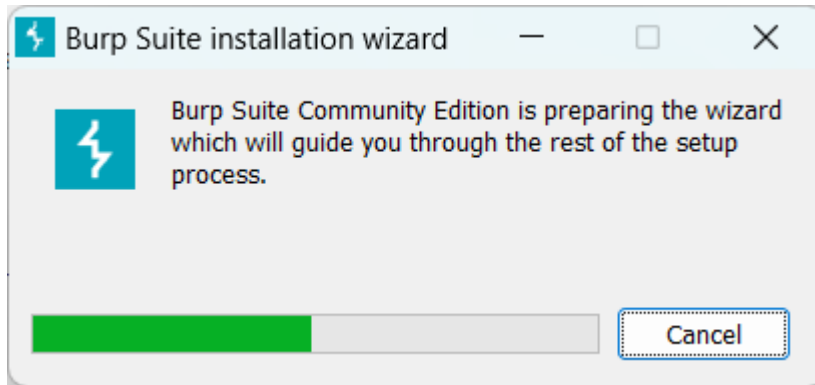 Burp Suite installation wizard
Burp Suite Community Edition is preparing the wizard
which will guide you through the rest of the setup
process.
Cancel